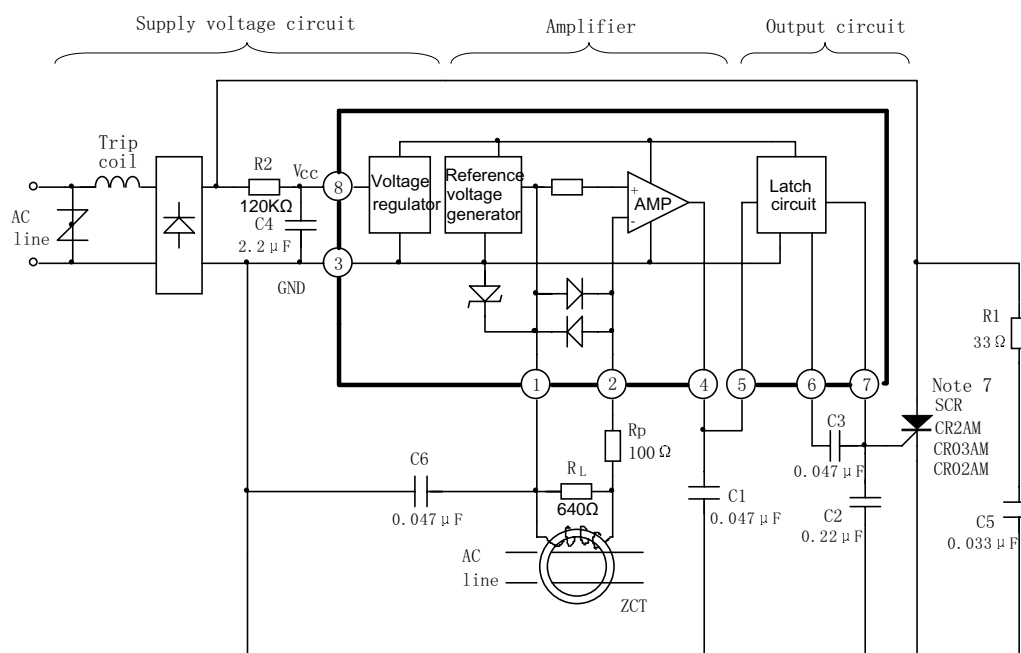 Supply voltage circuit
Amplifier
Output circuit
Trip
coil
R2
120KΩ
Vcc
C4
2.2μF
AC
line
GND
8
3
Voltage
regulator
Reference
voltage
generator
+
AMP
-
Latch
circuit
1
2
4
5
6
7
R1
33Ω
Note 7
SCR
CR2AM
CR03AM
CR02AM
Rp
100Ω
C3
0.047μF
C6
0.047μF
RL
640Ω
C1
0.047μF
C2
0.22μF
C5
0.033μF
AC
line
ZCT